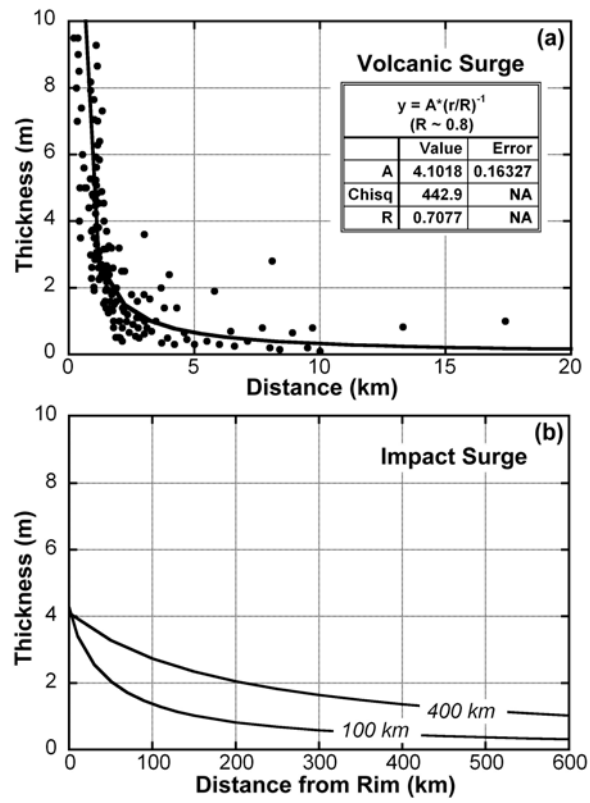 10
8
6
4
2
0
Thickness (m)
(a)
Volcanic Surge
y = A*(r/R)-1
(R ~ 0.8)
Value Error
A 4.1018 0.16327
Chisq 442.9 NA
R 0.7077 NA
0 5 10 15 20
Distance (km)
10
8
6
4
2
0
Thickness (m)
(b)
Impact Surge
400 km
100 km
0 100 200 300 400 500 600
Distance from Rim (km)